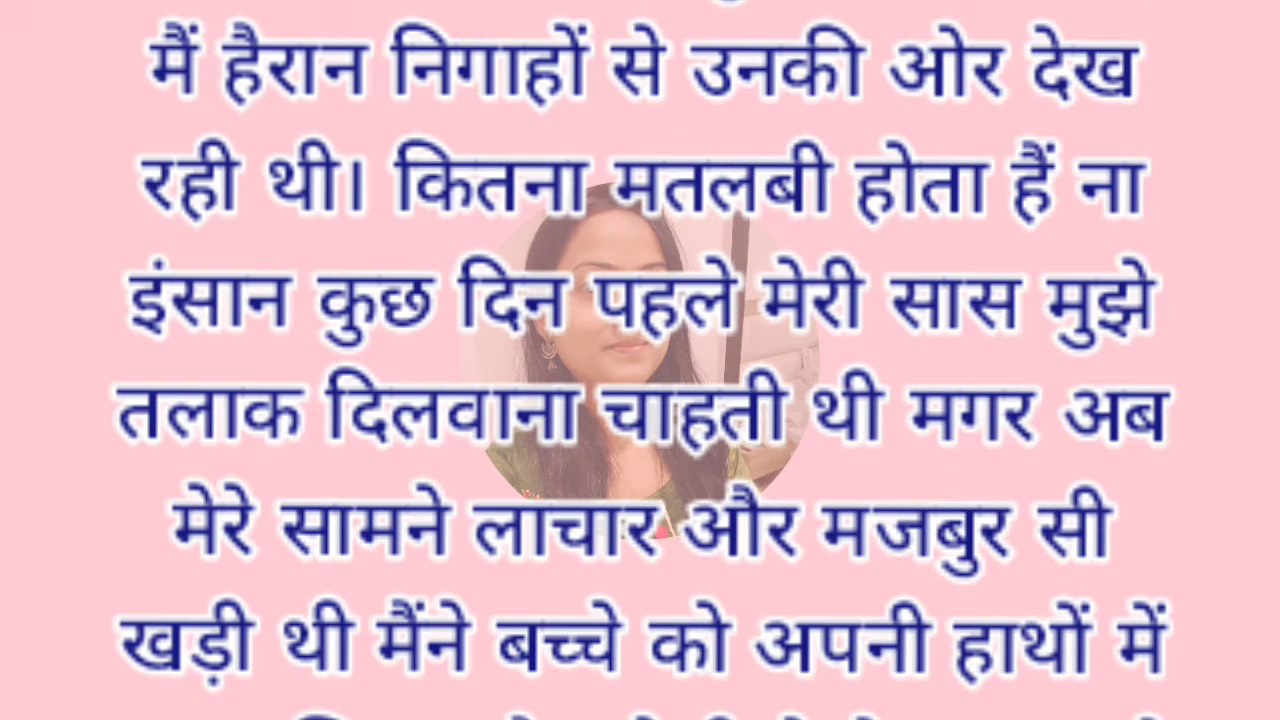 मैं हैरान निगाहों से उनकी ओर देख
रही थी। कितना मतलबी होता हैं ना
इंसान कुछ दिन पहले मेरी सास मुझे
तलाक दिलवाना चाहती थी मगर अब
मेरे सामने लाचार और मजबुर सी
खड़ी थी मैंने बच्चे को अपनी हाथों में